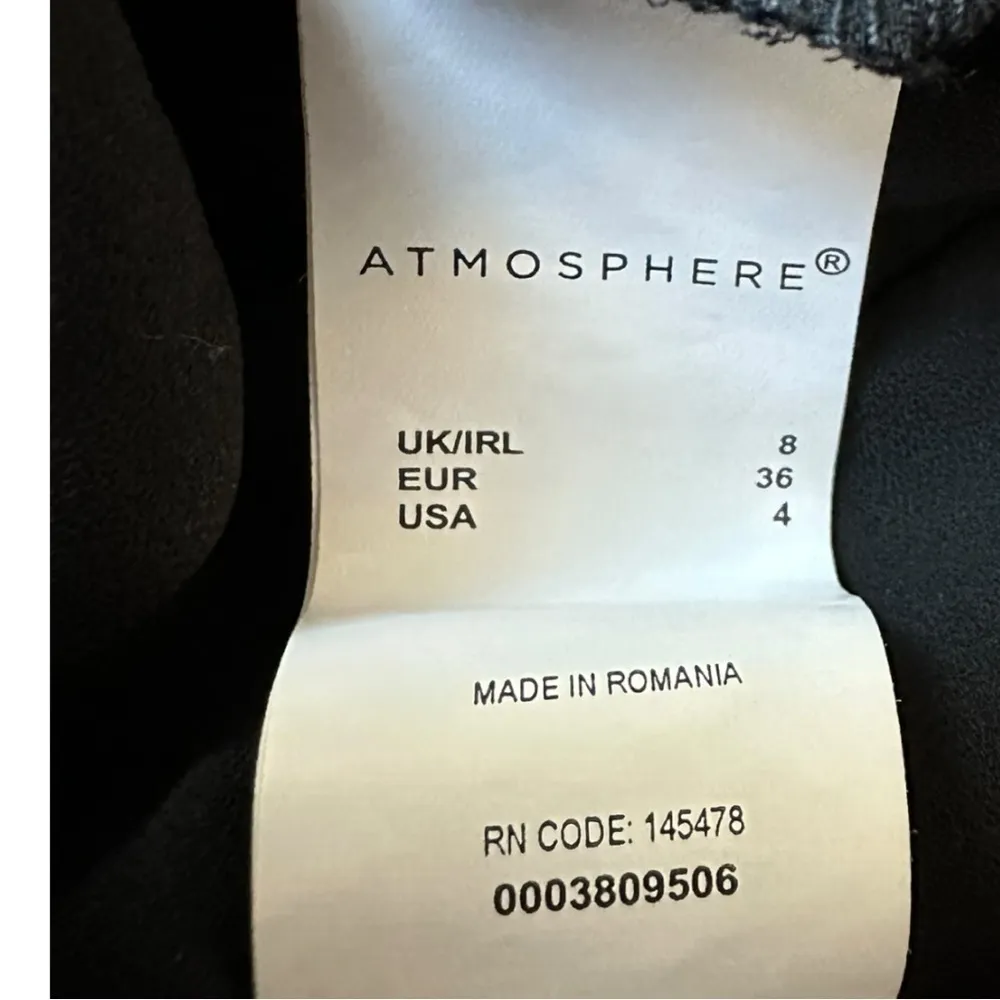 ATMOSPHERE®
UK/IRL 8
EUR 36
USA 4
MADE IN ROMANIA
RN CODE: 145478
0003809506